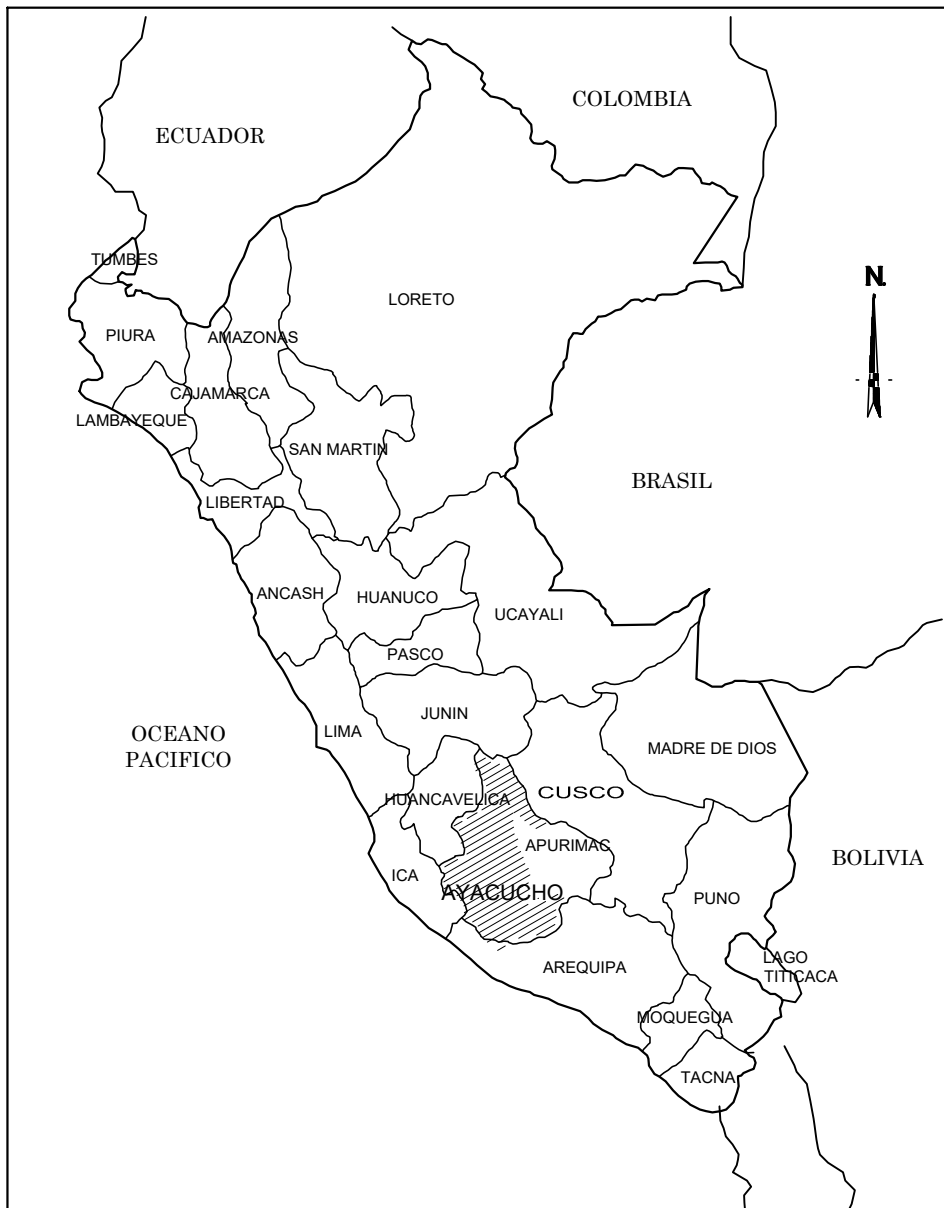 COLOMBIA
ECUADOR
TUMBES
N.
LORETO
PIURA
AMAZONAS
CAJAMARCA
LAMBAYEQUE
SAN MARTIN
BRASIL
LIBERTAD
ANCASH
HUANUCO
UCAYALI
PASCO
JUNIN
LIMA
OCEANO
PACIFICO
MADRE DE DIOS
CUSCO
HUANCAVELICA
APURIMAC
BOLIVIA
ICA
AYACUCHO
PUNO
LAGO
TITICACA
AREQUIPA
MOQUEGUA
TACNA